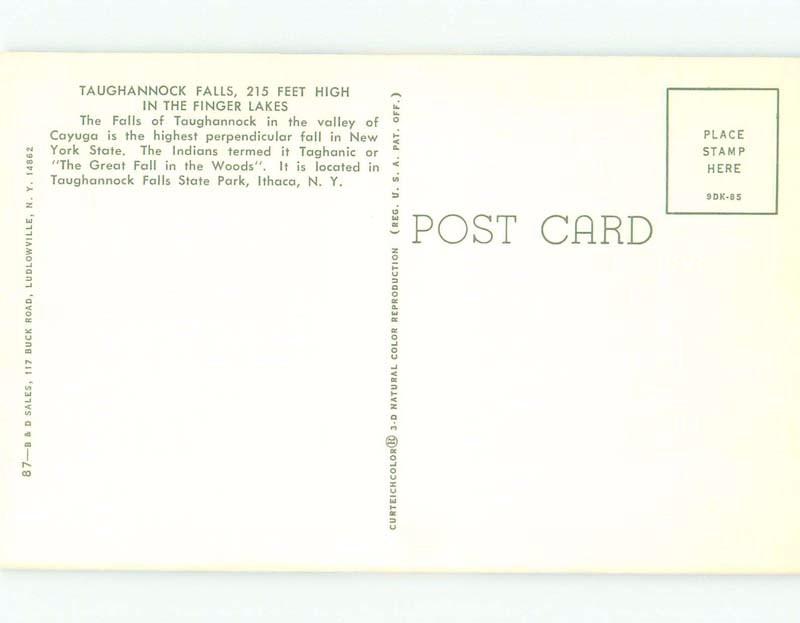 TAUGHANNOCK FALLS, 215 FEET HIGH
IN THE FINGER LAKES
The Falls of Taughannock in the valley of
Cayuga is the highest perpendicular fall in New
York State. The Indians termed it Taghanic or
"The Great Fall in the Woods". It is located in
Taughannock Falls State Park, Ithaca, N. Y.
87—B & D SALES, 117 BUCK ROAD, LUDLOWVILLE, N. Y. 14862
CURTEICHCOLOR® 3-D NATURAL COLOR REPRODUCTION (REG. U. S. A. PAT. OFF.)
POST CARD
PLACE
STAMP
HERE
9DK-85